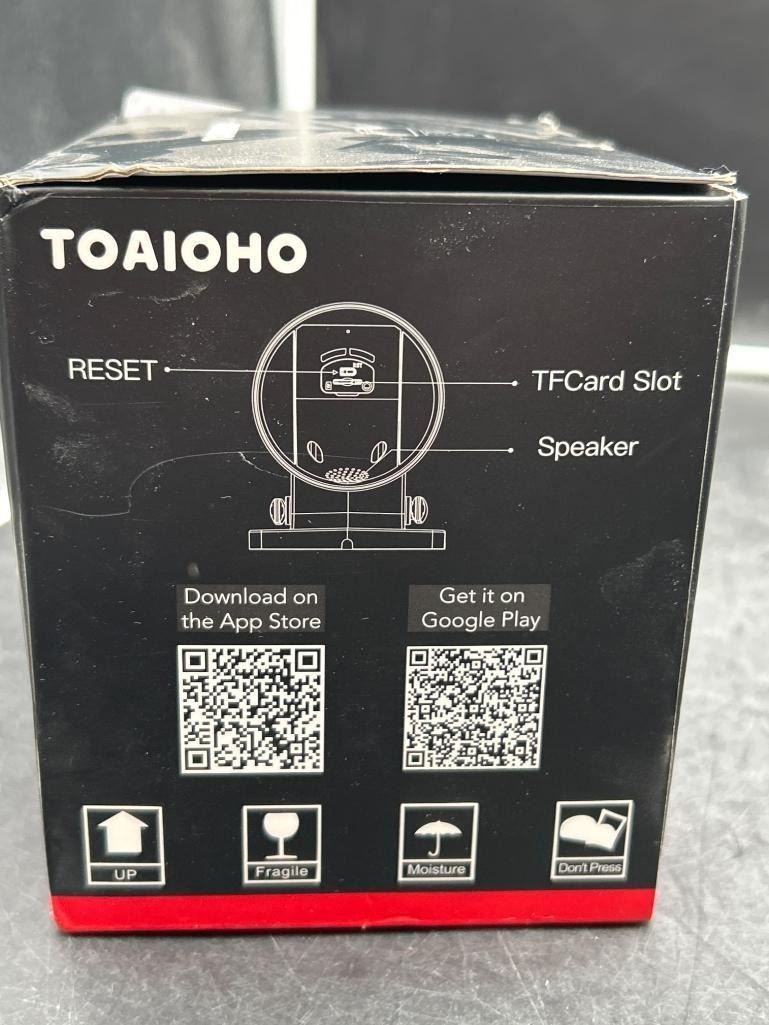 TOAIOHO
RESET
RST
TFCard Slot
Speaker
Download on
the App Store
Get it on
Google Play
UP
Fragile
Moisture
Don't Press